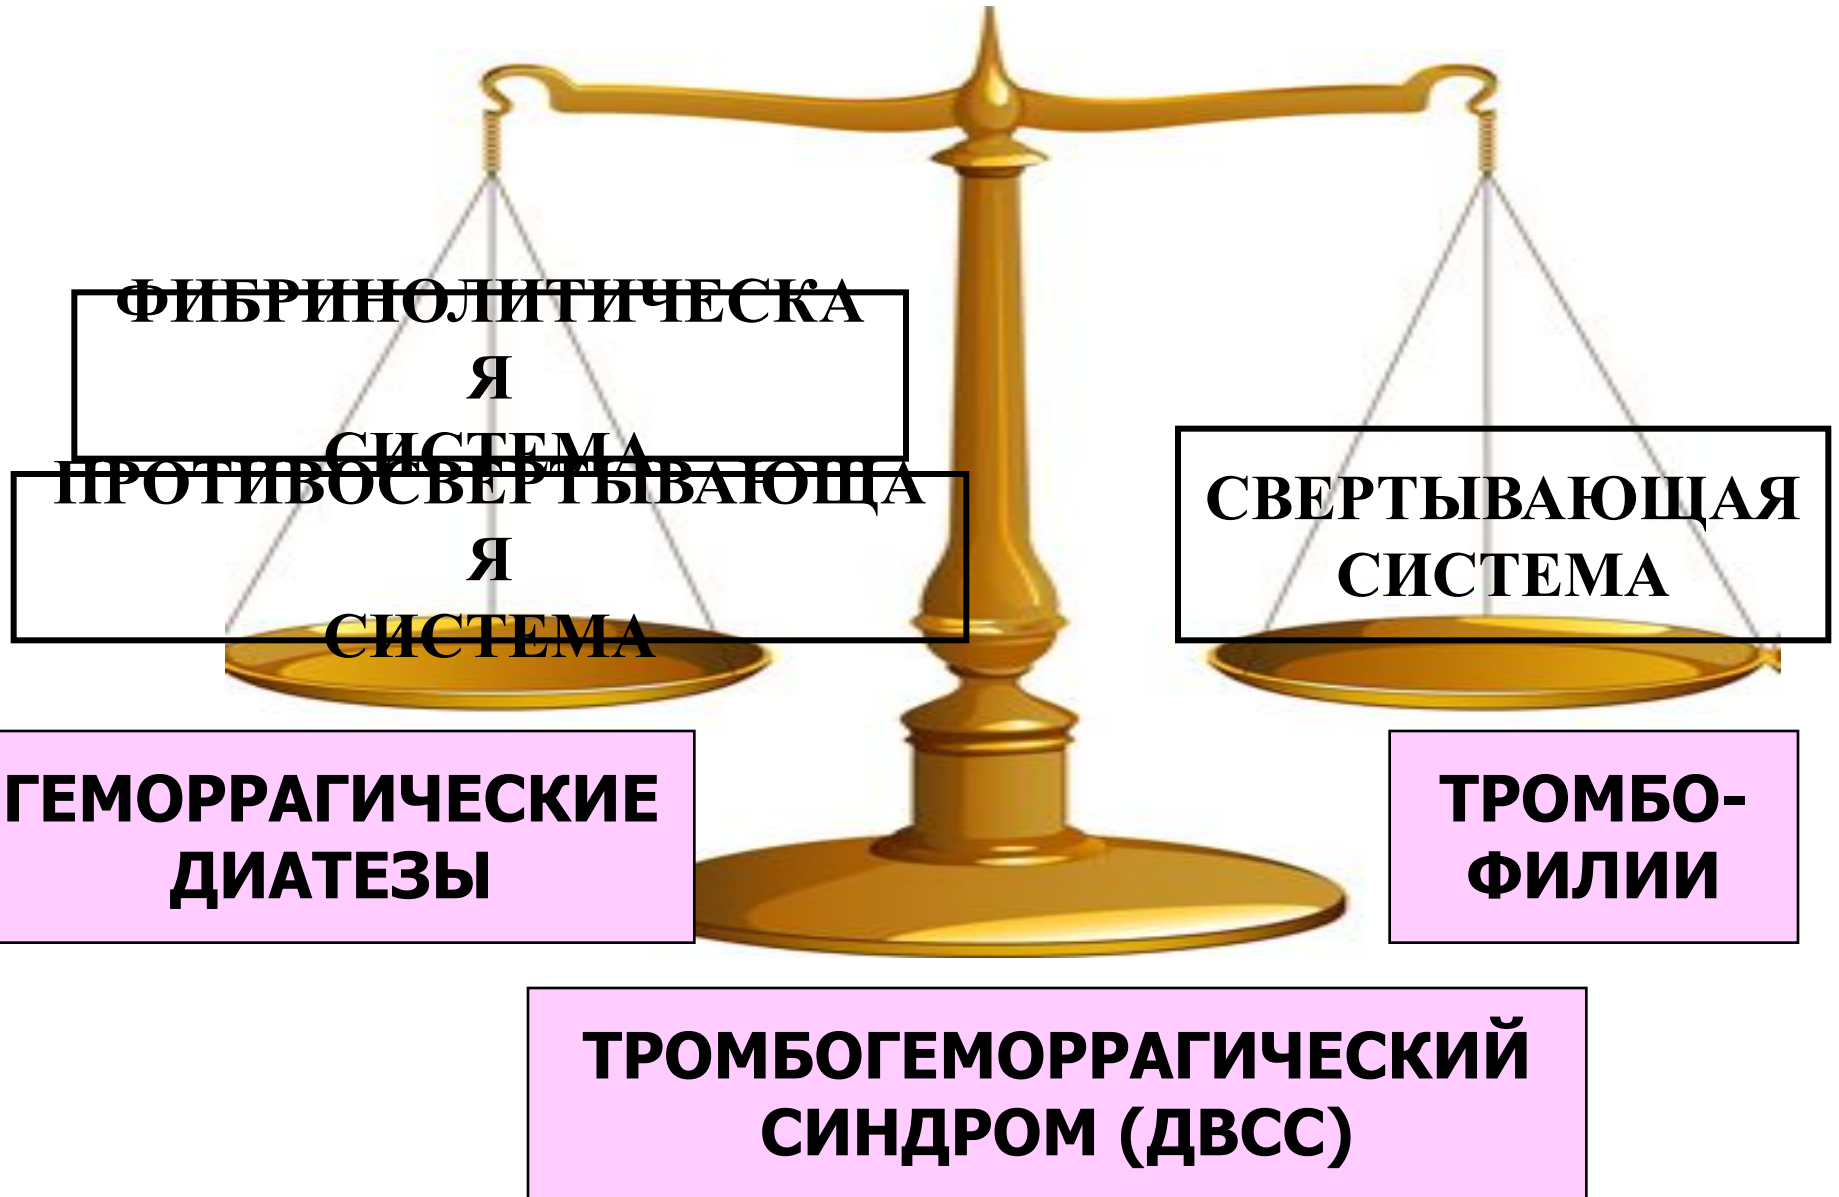 ФИБРИНОЛИТИЧЕСКА
Я
СИСТЕМА
ПРОТИВОСВЕРТЫВАЮЩА
Я
СИСТЕМА
СВЕРТЫВАЮЩАЯ
СИСТЕМА
ГЕМОРРАГИЧЕСКИЕ
ДИАТЕЗЫ
ТРОМБО-
ФИЛИИ
ТРОМБОГЕМОРРАГИЧЕСКИЙ
СИНДРОМ (ДВСС)